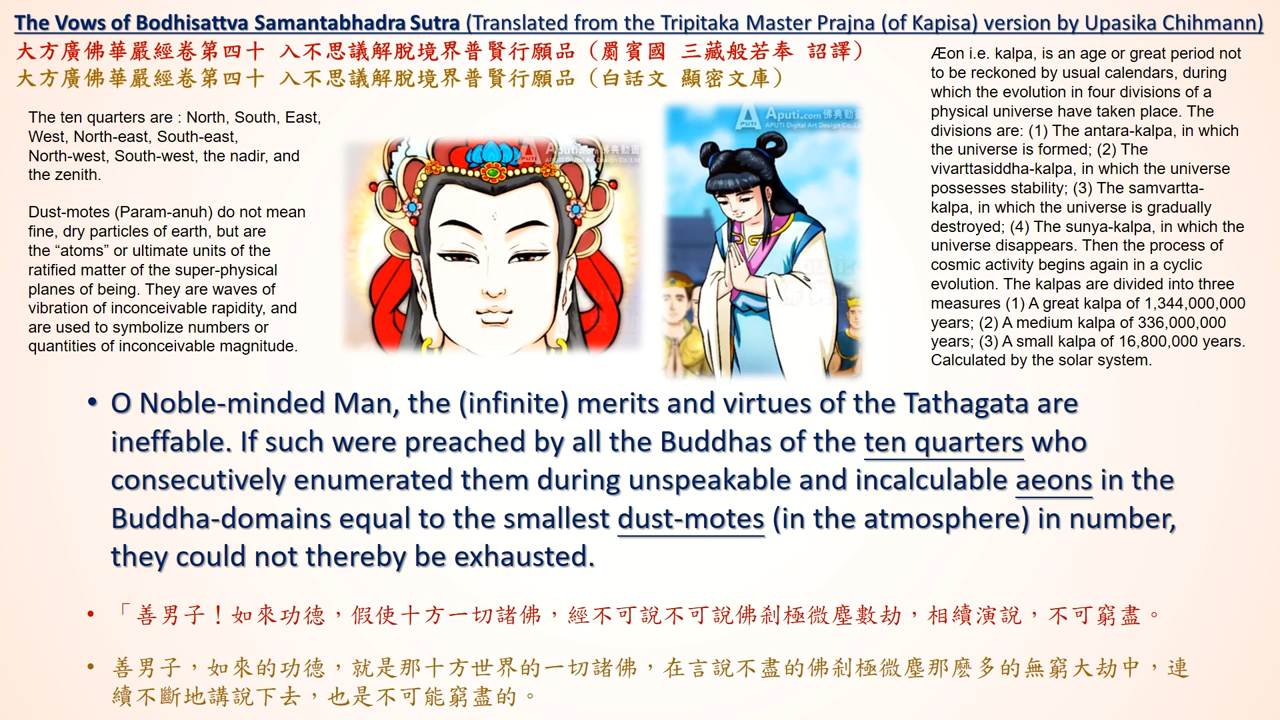 The Vows of Bodhisattva Samantabhadra Sutra (Translated from the Tripitaka Master Prajna (of Kapisa) version by Upasika Chihmann)
大方廣佛華嚴經卷第四十 入不思議解脫境界普賢行願品（罽賓國 三藏般若奉 詔譯）
大方廣佛華嚴經卷第四十 入不思議解脫境界普賢行願品（白話文 顯密文庫）
The ten quarters are : North, South, East,
West, North-east, South-east,
North-west, South-west, the nadir, and
the zenith.
Dust-motes (Param-anuh) do not mean
fine, dry particles of earth, but are
the “atoms” or ultimate units of the
ratified matter of the super-physical
planes of being. They are waves of
vibration of inconceivable rapidity, and
are used to symbolize numbers or
quantities of inconceivable magnitude.
Aputi.com 佛典動畫
APUTI Digital Art Design Co.,Ltd
Æon i.e. kalpa, is an age or great period not
to be reckoned by usual calendars, during
which the evolution in four divisions of a
physical universe have taken place. The
divisions are: (1) The antara-kalpa, in which
the universe is formed; (2) The
vivarttasiddha-kalpa, in which the universe
possesses stability; (3) The samvartta-
kalpa, in which the universe is gradually
destroyed; (4) The sunya-kalpa, in which the
universe disappears. Then the process of
cosmic activity begins again in a cyclic
evolution. The kalpas are divided into three
measures (1) A great kalpa of 1,344,000,000
years; (2) A medium kalpa of 336,000,000
years; (3) A small kalpa of 16,800,000 years.
Calculated by the solar system.
• O Noble-minded Man, the (infinite) merits and virtues of the Tathagata are
ineffable. If such were preached by all the Buddhas of the ten quarters who
consecutively enumerated them during unspeakable and incalculable aeons in the
Buddha-domains equal to the smallest dust-motes (in the atmosphere) in number,
they could not thereby be exhausted.
• 「善男子！如來功德，假使十方一切諸佛，經不可說不可說佛剎極微塵數劫，相續演說，不可窮盡。
• 善男子，如來的功德，就是那十方世界的一切諸佛，在言說不盡的佛剎極微塵那麼多的無窮大劫中，連
續不斷地講說下去，也是不可能窮盡的。